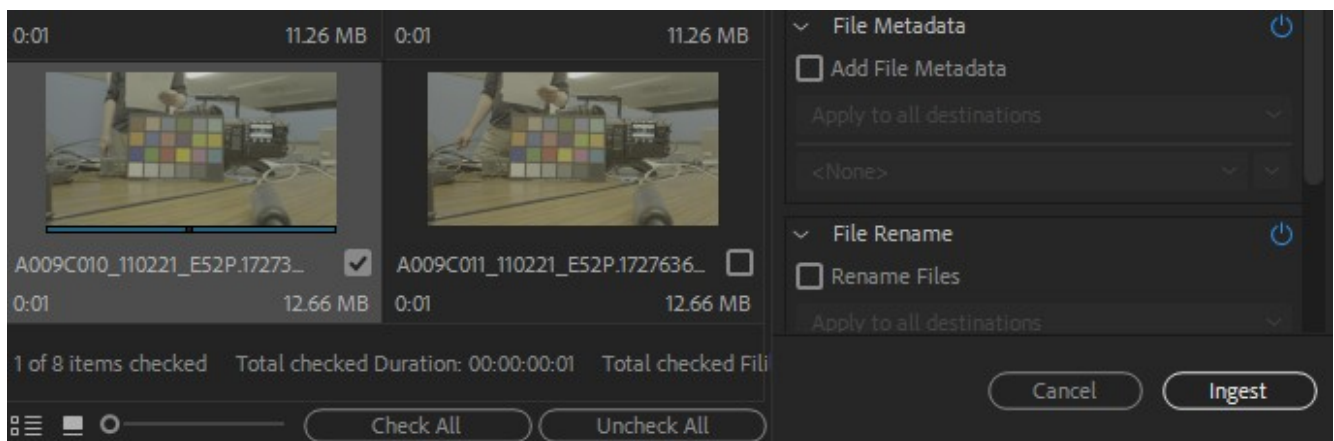 0:01 11.26 MB 0:01 11.26 MB
A009C010_110221_E52P.17273... A009C011_110221_E52P.1727636...
0:01 12.66 MB 0:01 12.66 MB
1 of 8 items checked Total checked Duration: 00:00:00:01 Total checked Fili
Check All Uncheck All
File Metadata
Add File Metadata
Apply to all destinations
<None>
File Rename
Rename Files
Apply to all destinations
Cancel Ingest